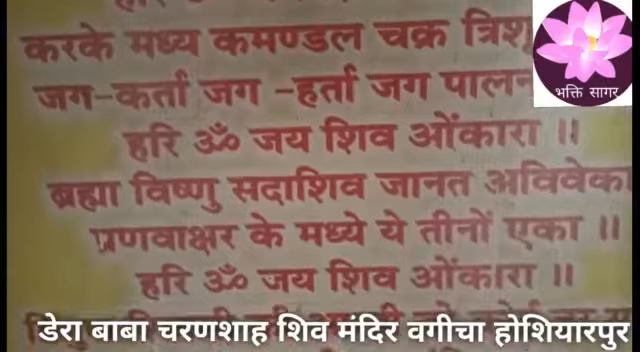 करके मध्य कमण्डल चक्र
जग-कर्ता जग -हर्ता जग
हरि ॐ जय शिव ओंकारा ॥
ब्रह्मा विष्णु सदाशिव जानत अविवेका
प्रणवाक्षर के मध्ये ये तीनों एका ॥
हरि ॐ जय शिव ओंकारा ॥
भक्ति सागर
डेरा बाबा चरणशाह शिव मंदिर वगीचा होशियारपुर